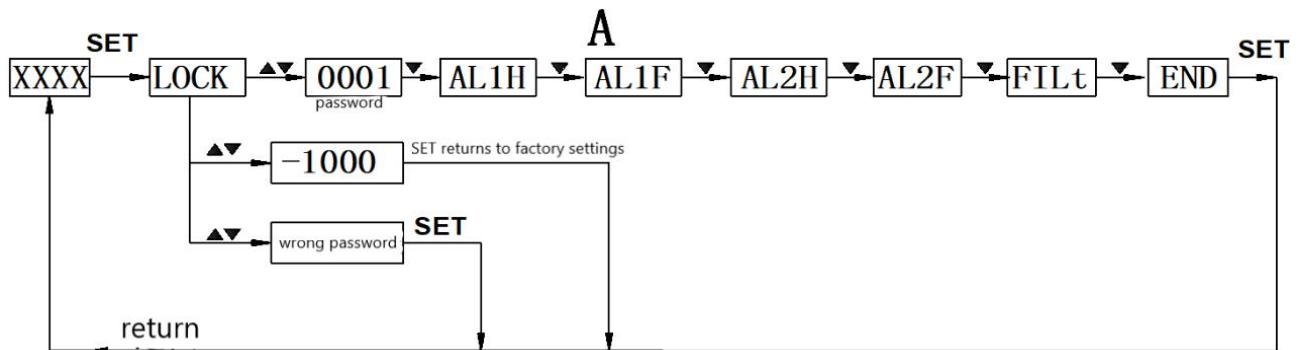 A
SET
SET
XXXX
LOCK
▲▼
0001
▼
AL1H
▼
AL1F
▼
AL2H
▼
AL2F
▼
FILt
▼
END
password
▲▼
-1000
SET returns to factory settings
▲▼
wrong password
SET
return